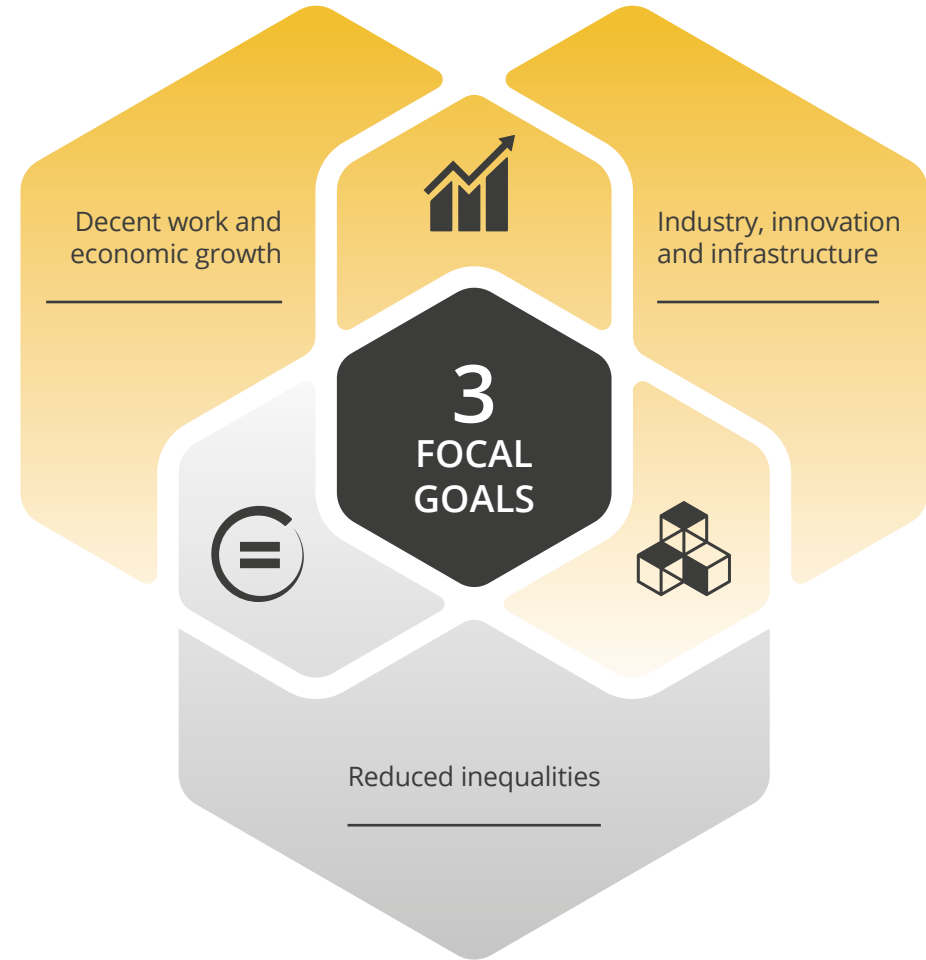 Decent work and
economic growth
Industry, innovation
and infrastructure
3
FOCAL
GOALS
Reduced inequalities